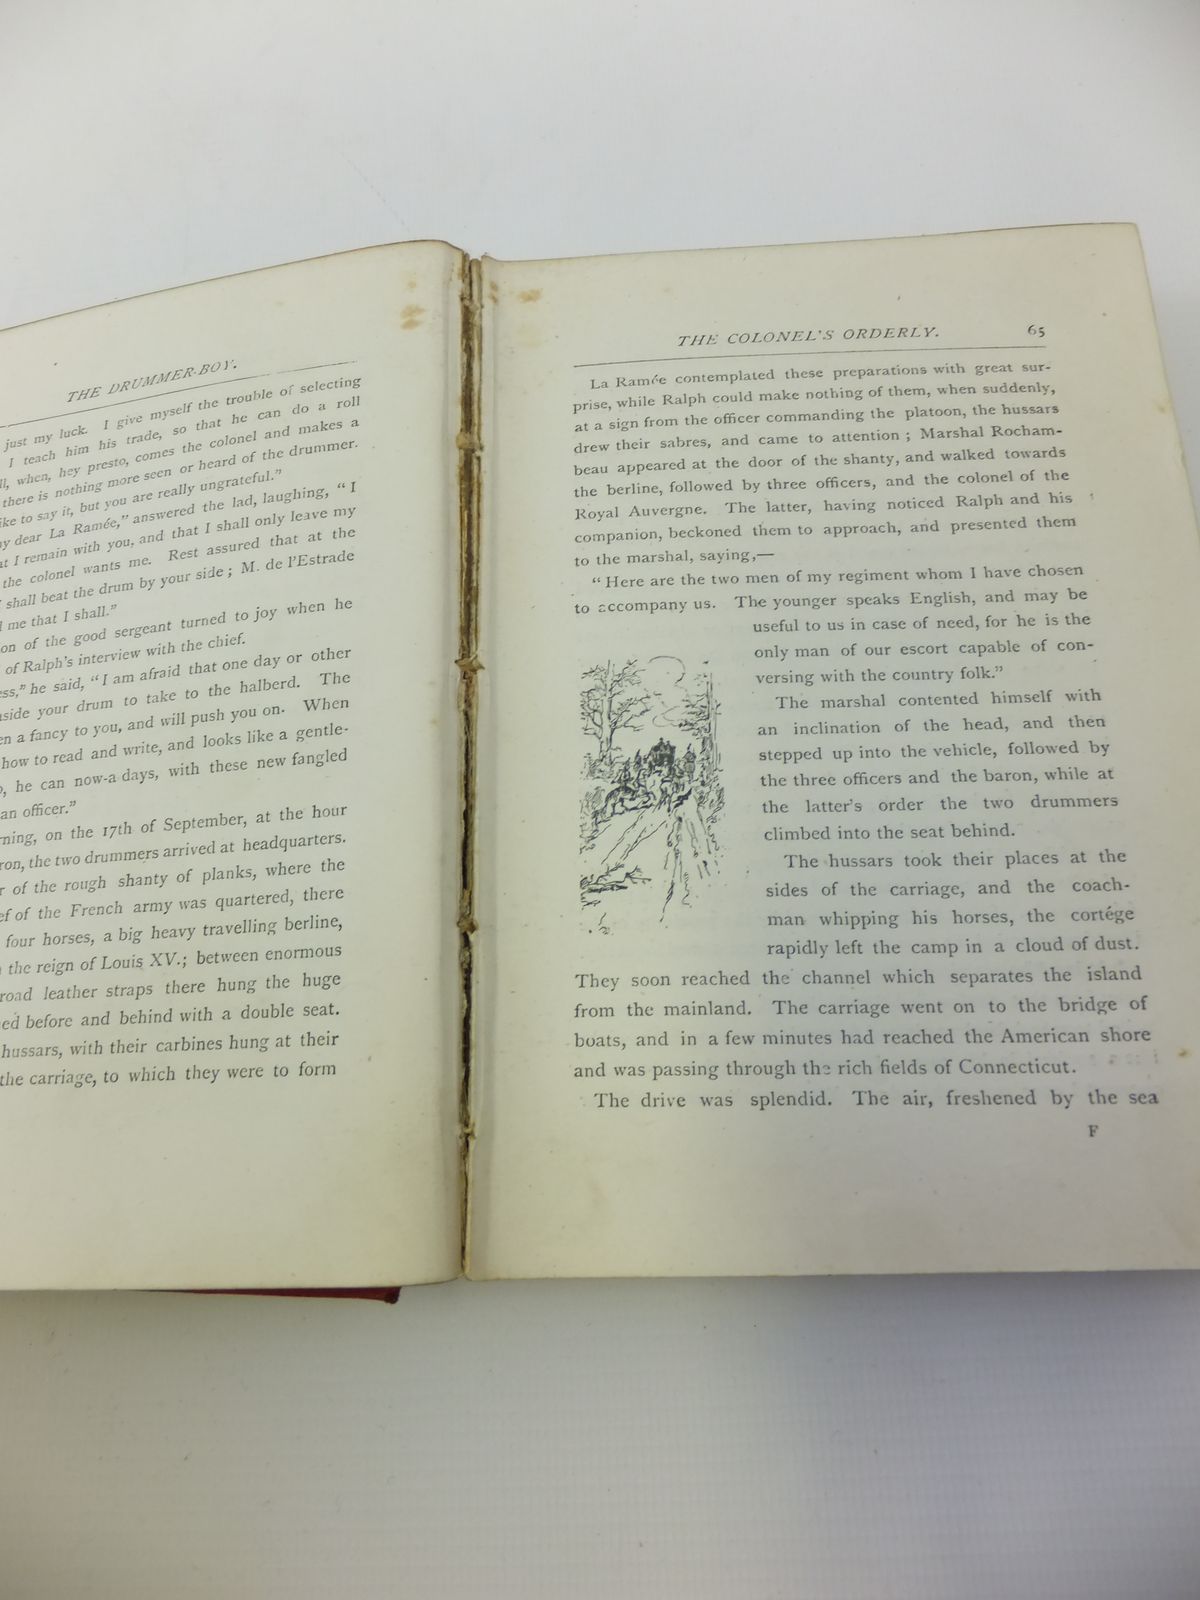 THE DRUMMER-BOY.
just my luck. I give myself the trouble of selecting
I teach him his trade, so that he can do a roll
when, hey presto, comes the colonel and makes a
there is nothing more seen or heard of the drummer.
to say it, but you are really ungrateful.”
dear La Ramée,” answered the lad, laughing, “ I
I remain with you, and that I shall only leave my
the colonel wants me. Rest assured that at the
shall beat the drum by your side ; M. de l’Estrade
me that I shall.”
of the good sergeant turned to joy when he
of Ralph’s interview with the chief.
he said, “ I am afraid that one day or other
your drum to take to the halberd. The
a fancy to you, and will push you on. When
how to read and write, and looks like a gentle-
he can now-a-days, with these new fangled
an officer.”
on the 17th of September, at the hour
the two drummers arrived at headquarters.
of the rough shanty of planks, where the
of the French army was quartered, there
four horses, a big heavy travelling berline,
the reign of Louis XV.; between enormous
leather straps there hung the huge
before and behind with a double seat.
hussars, with their carbines hung at their
the carriage, to which they were to form
THE COLONEL’S ORDERLY. 65
La Ramée contemplated these preparations with great sur-
prise, while Ralph could make nothing of them, when suddenly,
at a sign from the officer commanding the platoon, the hussars
drew their sabres, and came to attention ; Marshal Rocham-
beau appeared at the door of the shanty, and walked towards
the berline, followed by three officers, and the colonel of the
Royal Auvergne. The latter, having noticed Ralph and his
companion, beckoned them to approach, and presented them
to the marshal, saying,—
“ Here are the two men of my regiment whom I have chosen
to accompany us. The younger speaks English, and may be
useful to us in case of need, for he is the
only man of our escort capable of con-
versing with the country folk.”
The marshal contented himself with
an inclination of the head, and then
stepped up into the vehicle, followed by
the three officers and the baron, while at
the latter’s order the two drummers
climbed into the seat behind.
The hussars took their places at the
sides of the carriage, and the coach-
man whipping his horses, the cortége
rapidly left the camp in a cloud of dust.
They soon reached the channel which separates the island
from the mainland. The carriage went on to the bridge of
boats, and in a few minutes had reached the American shore
and was passing through the rich fields of Connecticut.
The drive was splendid. The air, freshened by the sea
F